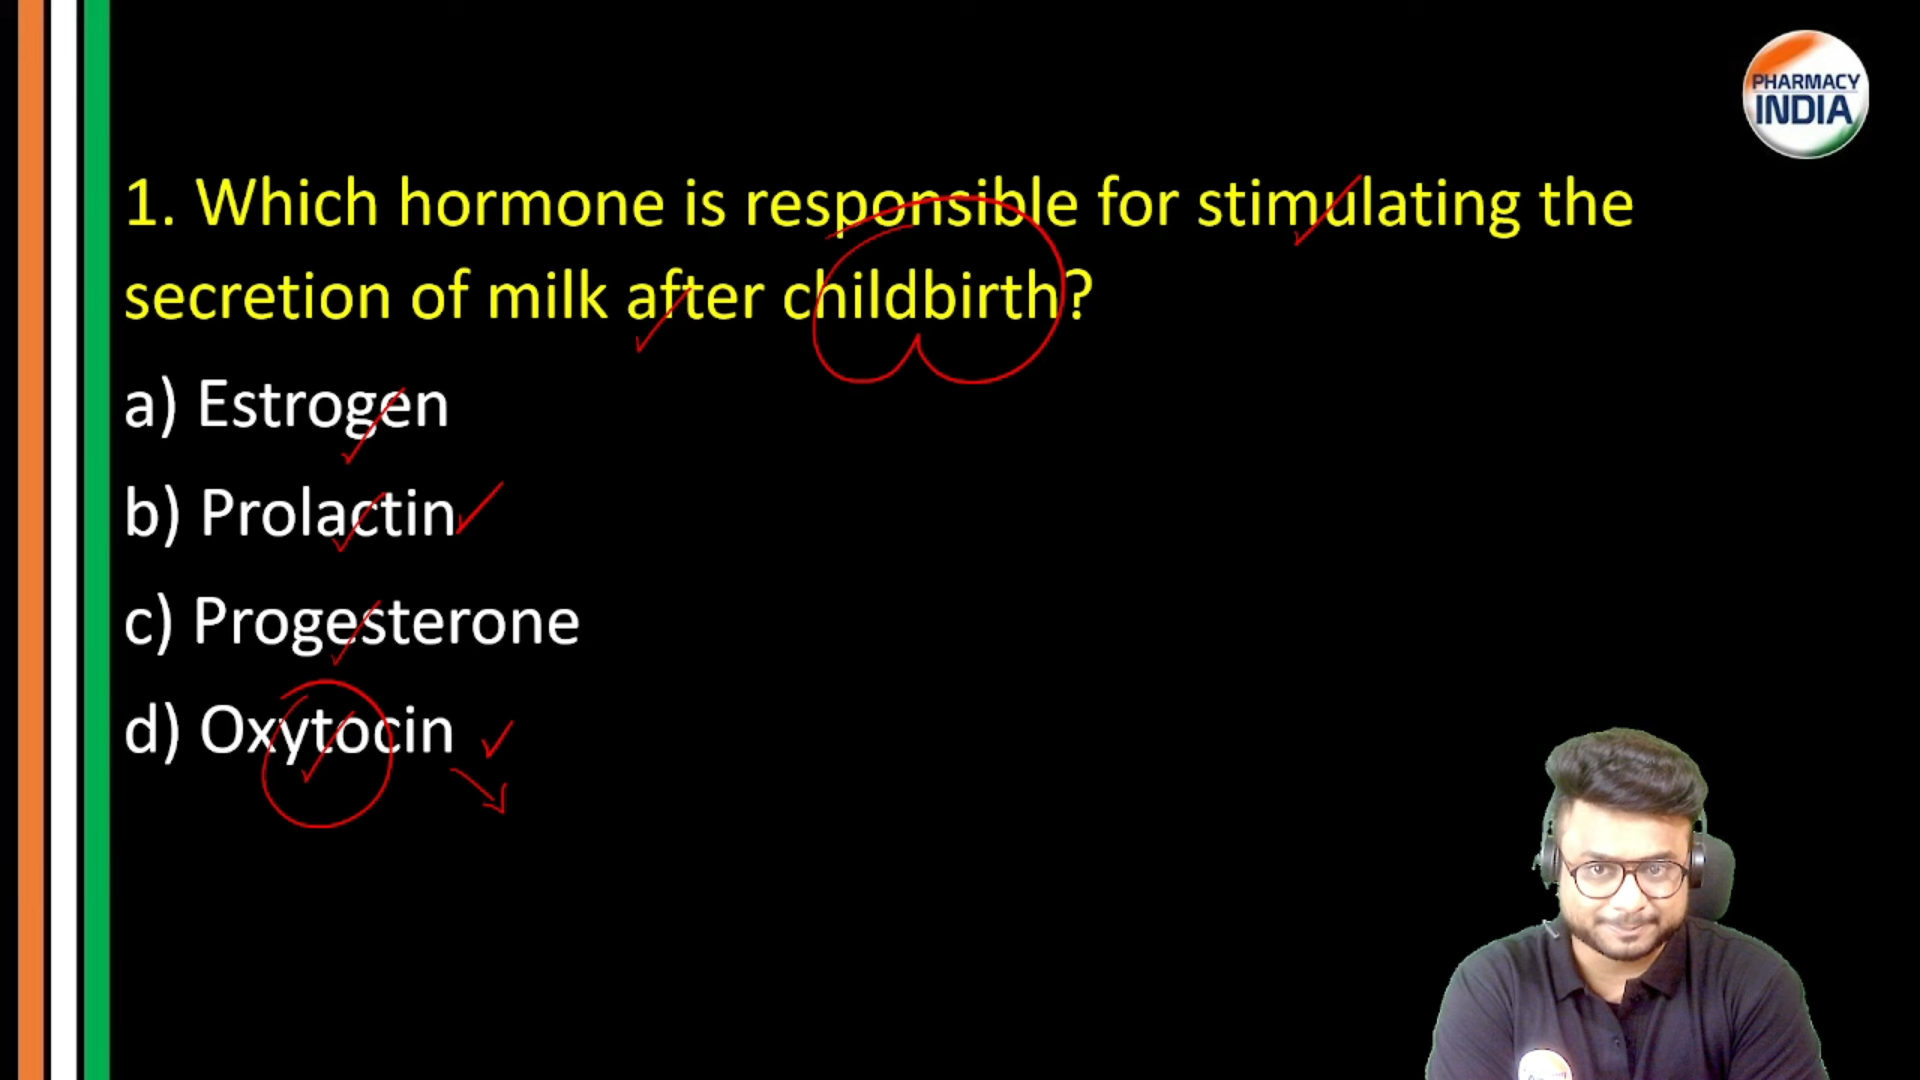 PHARMACY
INDIA
1. Which hormone is responsible for stimulating the
secretion of milk after childbirth?
a) Estrogen
b) Prolactin
c) Progesterone
d) Oxytocin